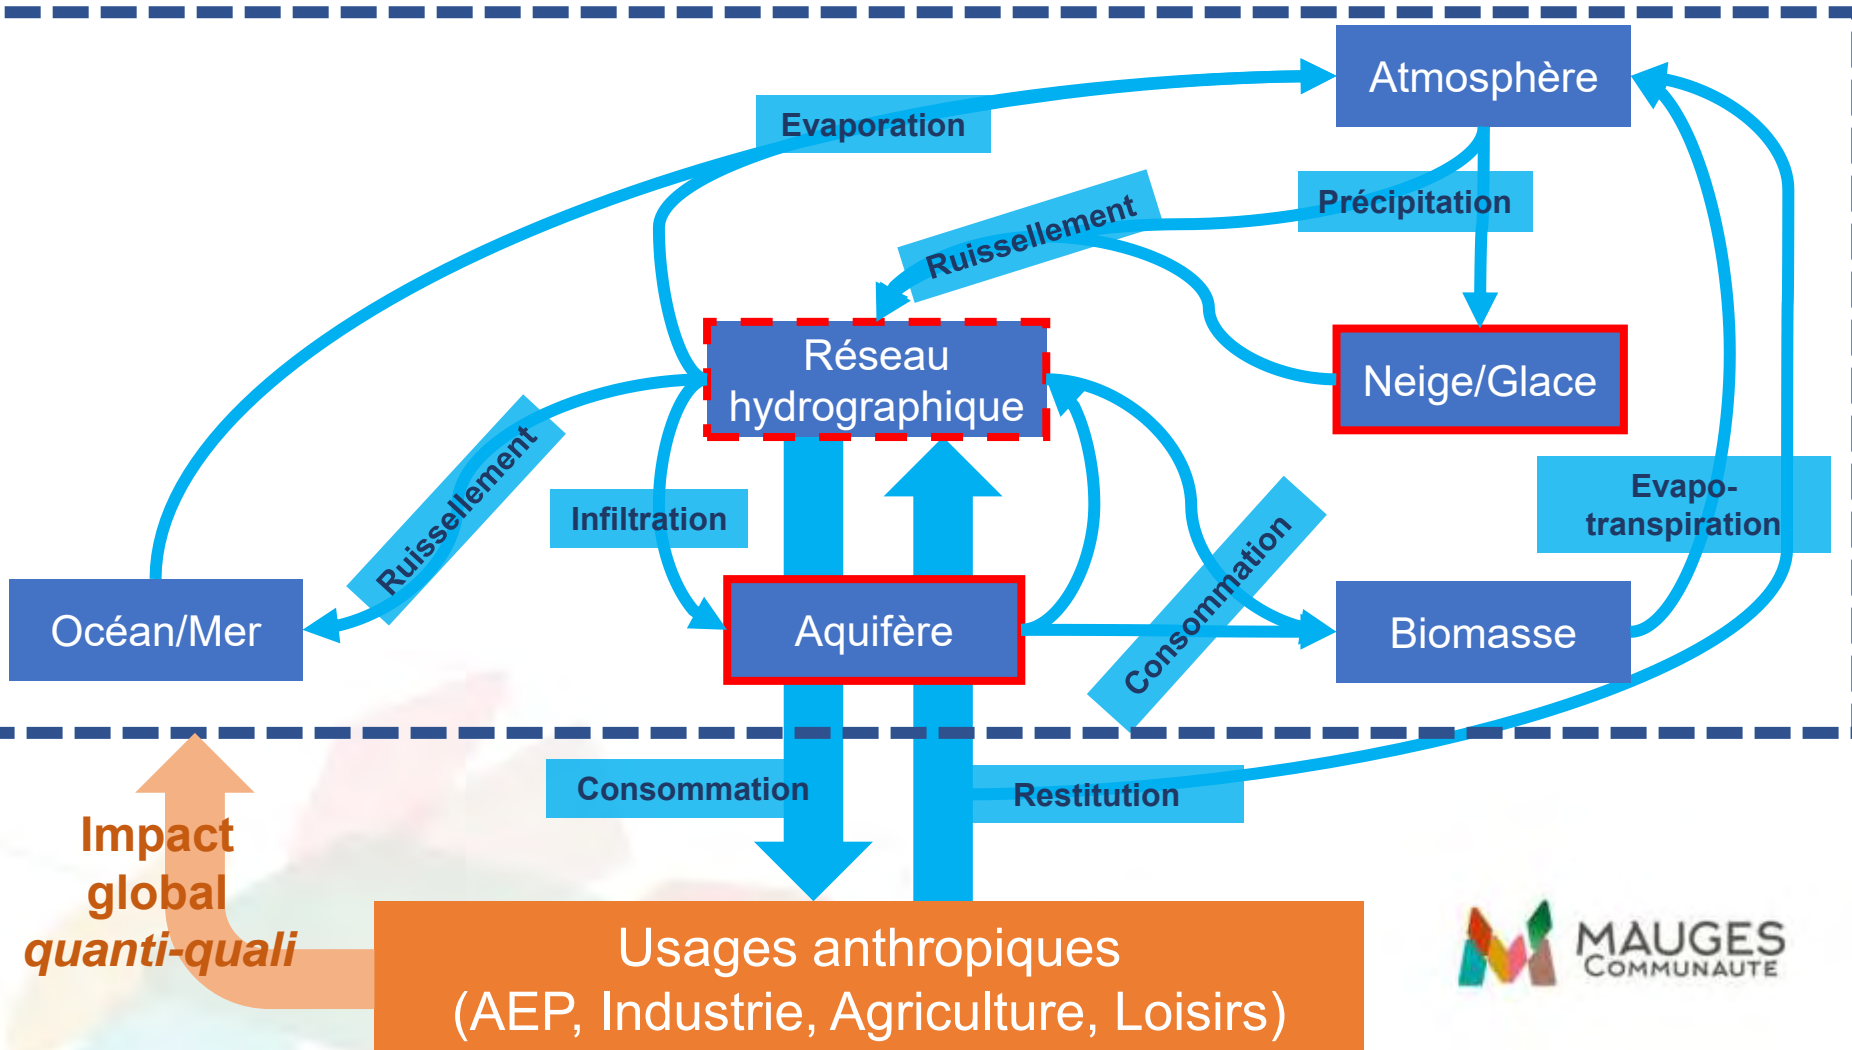 Atmosphère
Evaporation
Précipitation
Ruissellement
Réseau
hydrographique
Neige/Glace
Ruissellement
Infiltration
Evapo-
transpiration
Consommation
Océan/Mer
Aquifère
Biomasse
Consommation
Restitution
Impact
global
quanti-quali
Usages anthropiques
(AEP, Industrie, Agriculture, Loisirs)
MAUGES
COMMUNAUTE